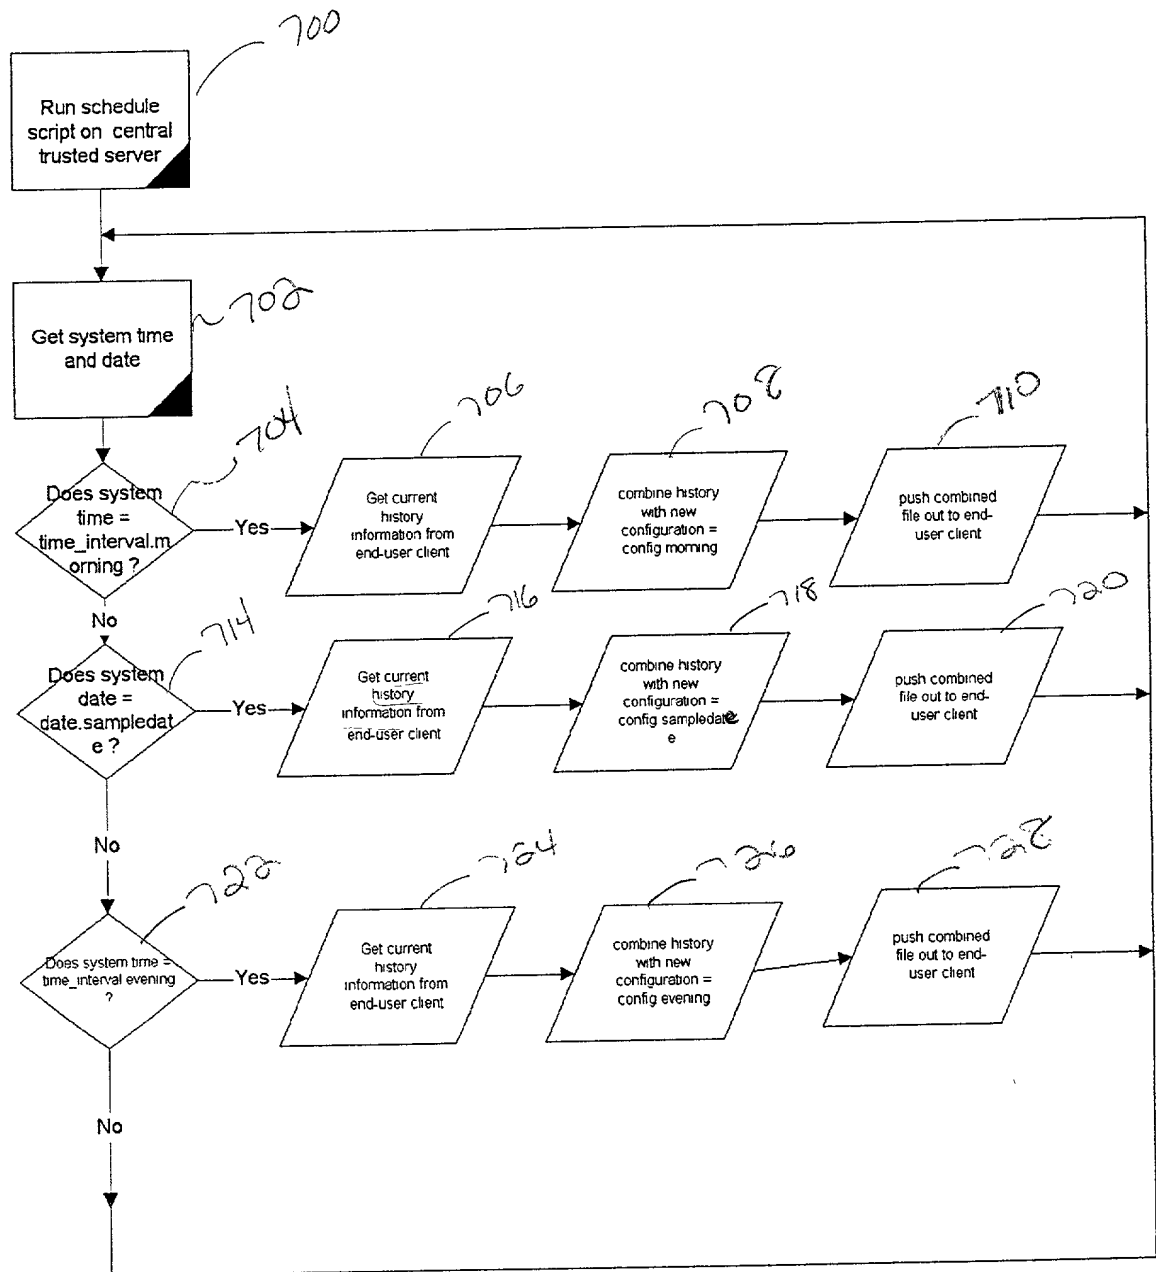 700
Run schedule
script on central
trusted server
702
Get system time
and date
704
706
708
710
Does system
time =
time_interval.m
orning ?
Yes
Get current
history
information from
end-user client
combine history
with new
configuration =
config morning
push combined
file out to end-
user client
No
714
716
718
720
Does system
date =
date.sampledat
e ?
Yes
Get current
history
information from
end-user client
combine history
with new
configuration =
config sampledate
e
push combined
file out to end-
user client
No
722
724
726
728
Does system time =
time_interval evening
?
Yes
Get current
history
information from
end-user client
combine history
with new
configuration =
config evening
push combined
file out to end-
user client
No